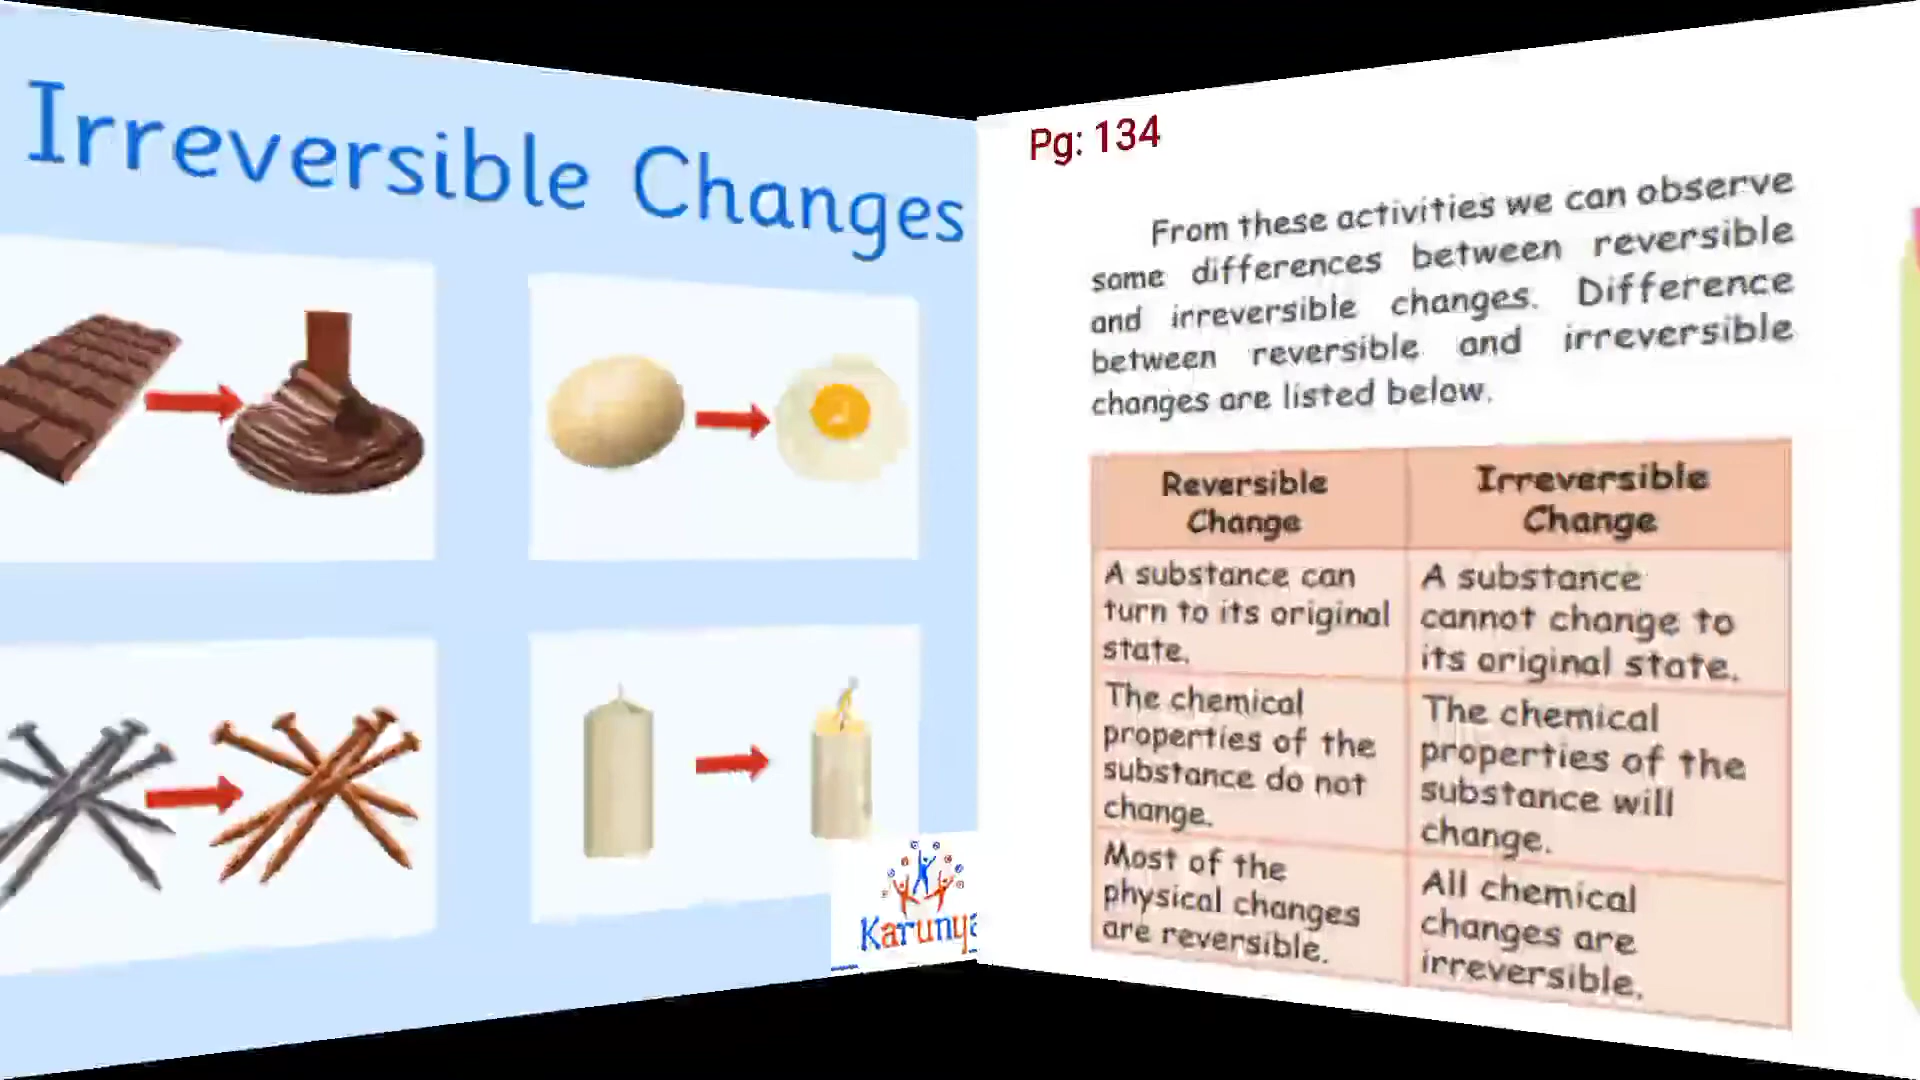 Irreversible Changes
Karunya
Pg: 134
From these activities we can observe
some differences between reversible
and irreversible changes. Difference
between reversible and irreversible
changes are listed below.
Reversible
Change
Irreversible
Change
A substance can
turn to its original
state.
A substance
cannot change to
its original state.
The chemical
properties of the
substance do not
change.
The chemical
properties of the
substance will
change.
Most of the
physical changes
are reversible.
All chemical
changes are
irreversible.